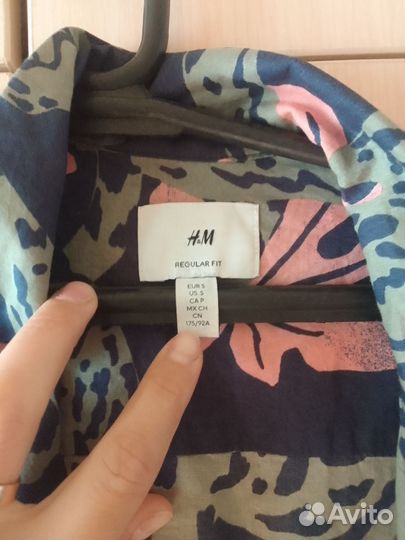 H&M
REGULAR FIT
EUR S
US S
CA P
MX CH
CN
175/92A
Avito